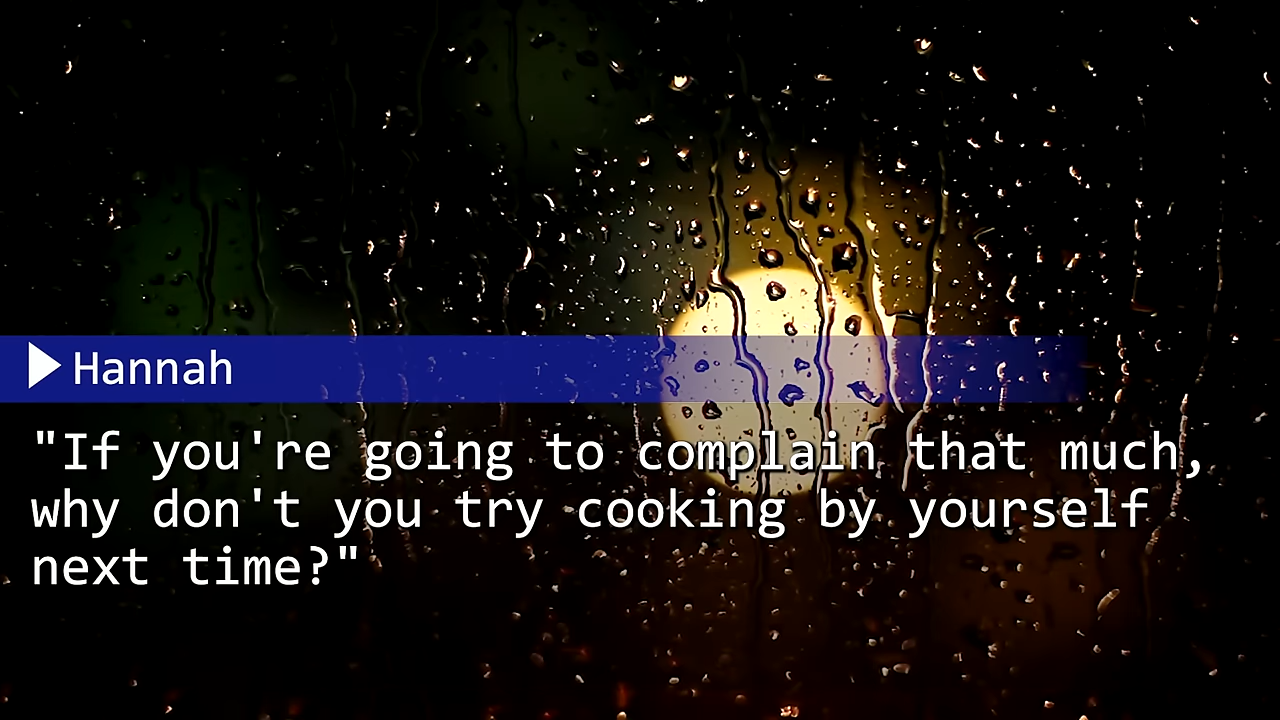 Hannah
"If you're going to complain that much,
why don't you try cooking by yourself
next time?"